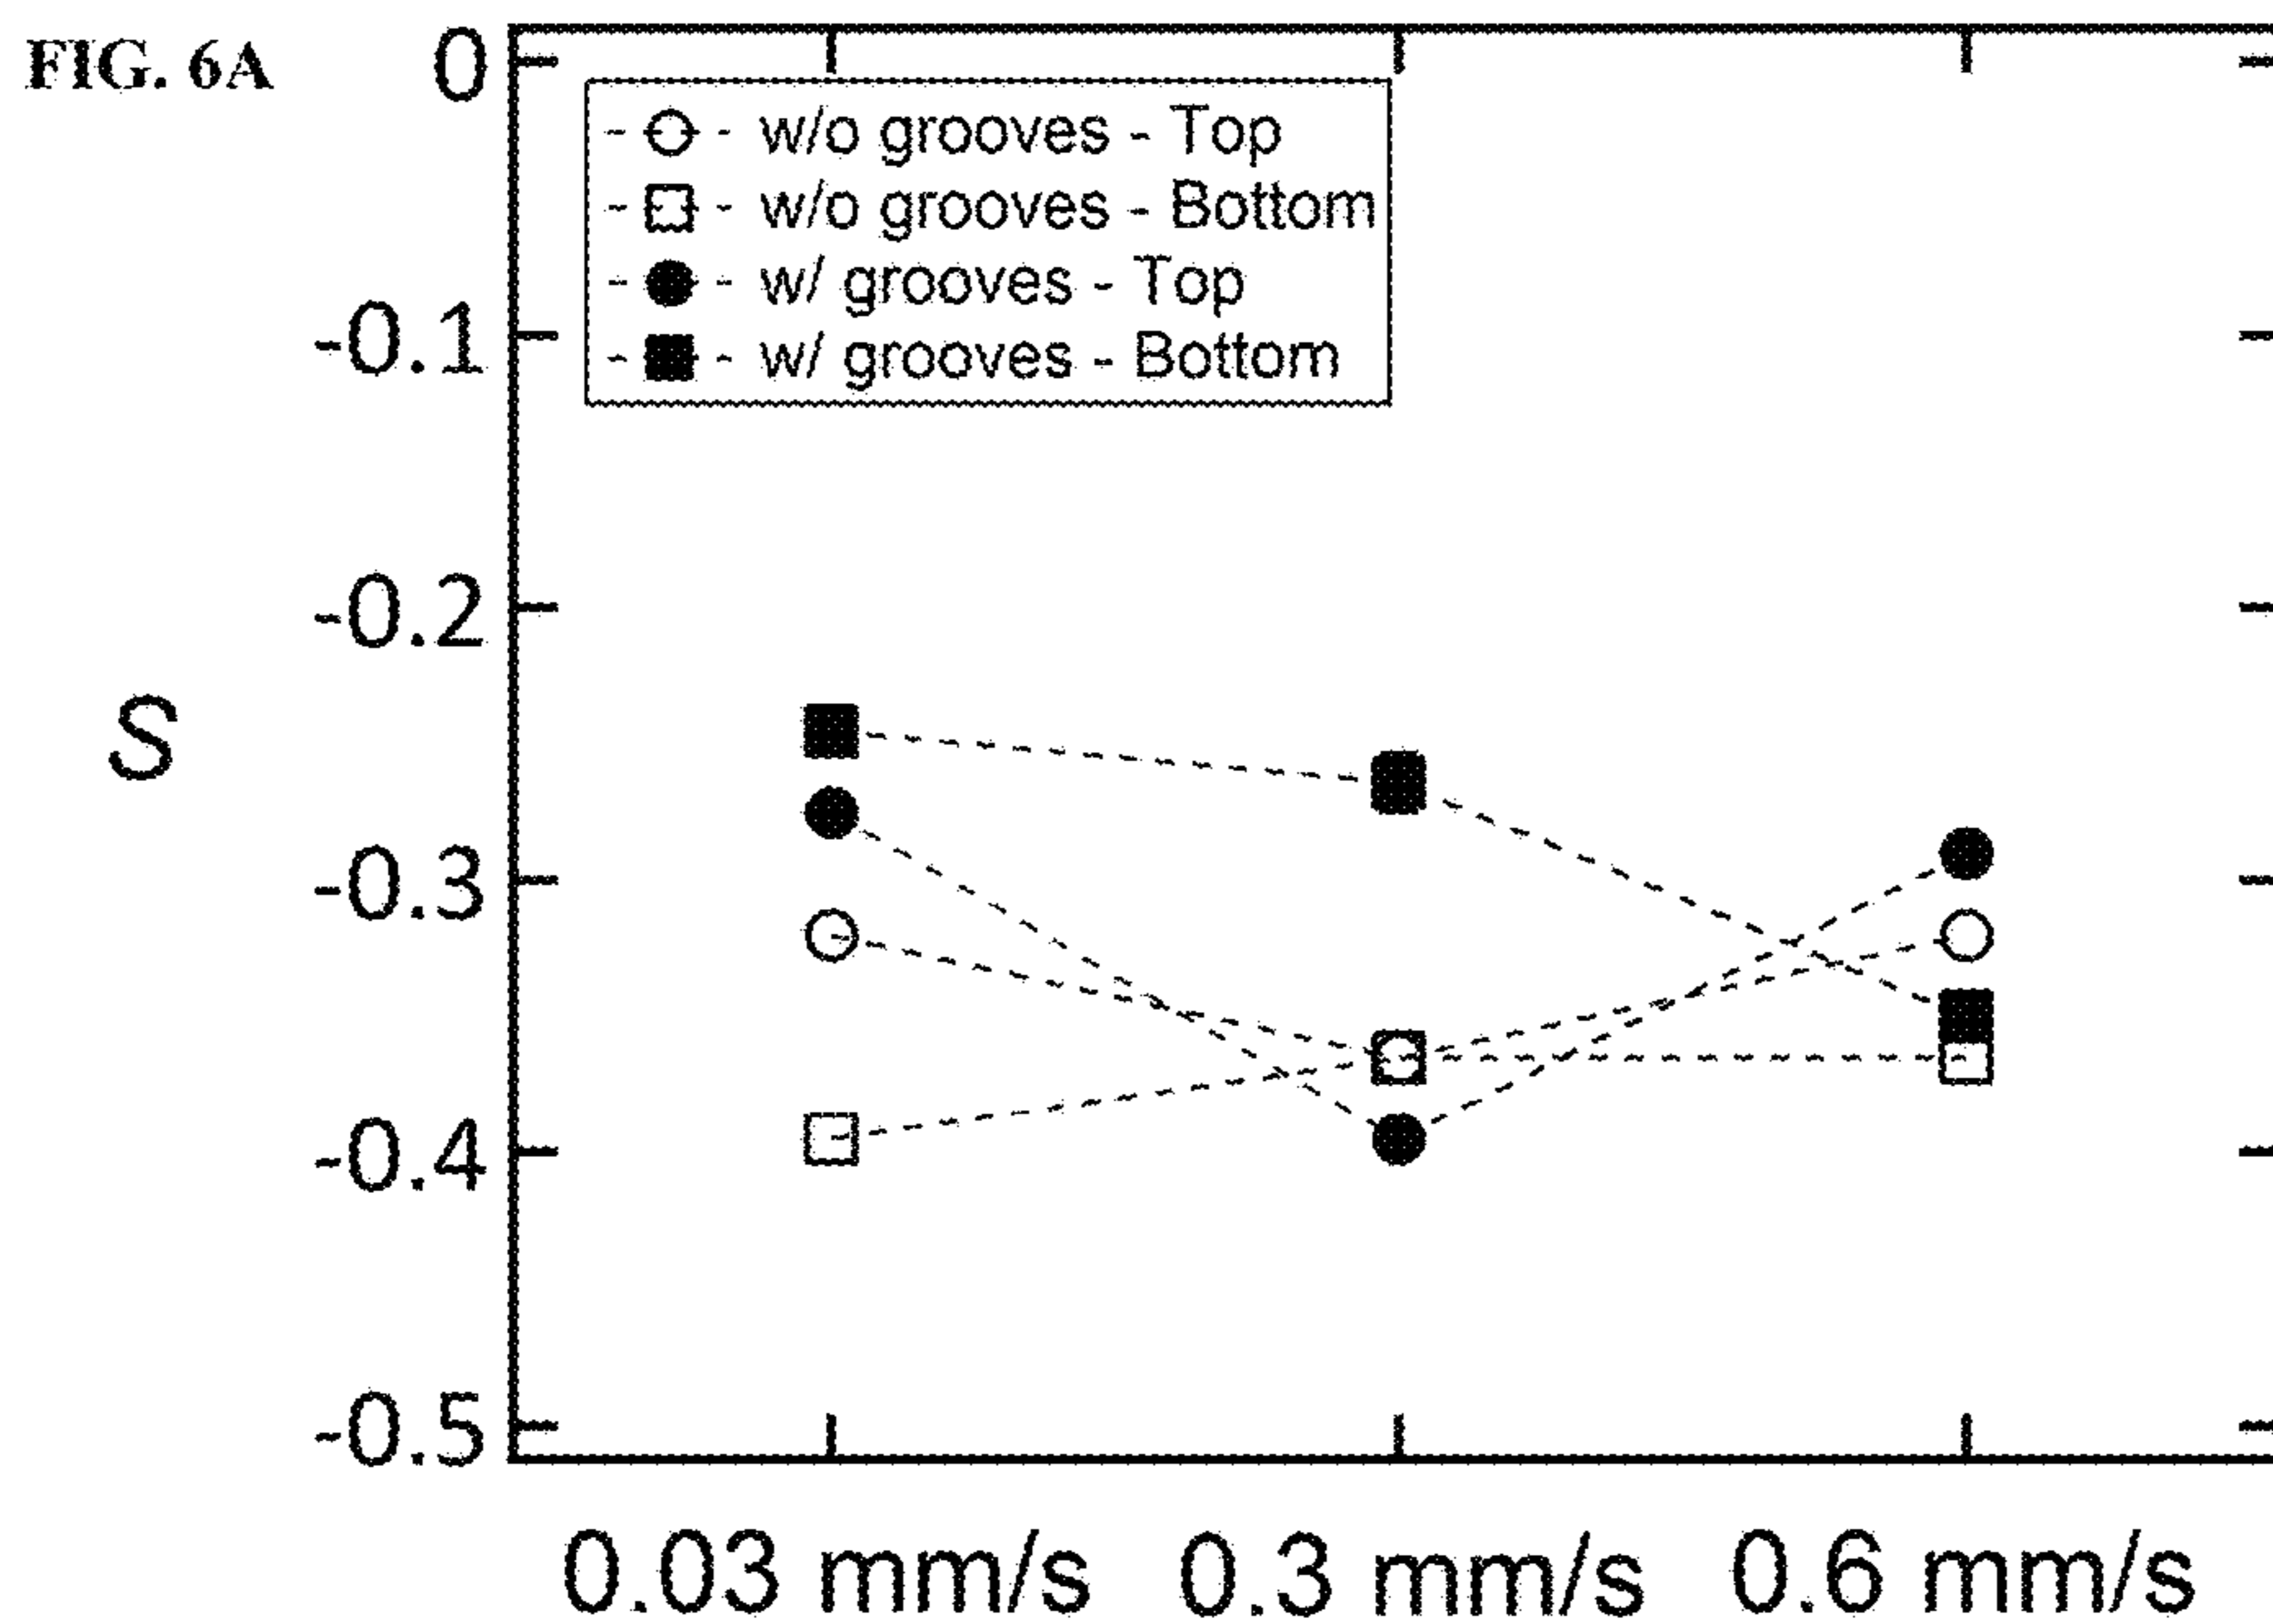 FIG. 6A
0
w/o grooves - Top
w/o grooves - Bottom
w/ grooves - Top
w/ grooves - Bottom
-0.1
-0.2
S
-0.3
-0.4
-0.5
0.03 mm/s 0.3 mm/s 0.6 mm/s